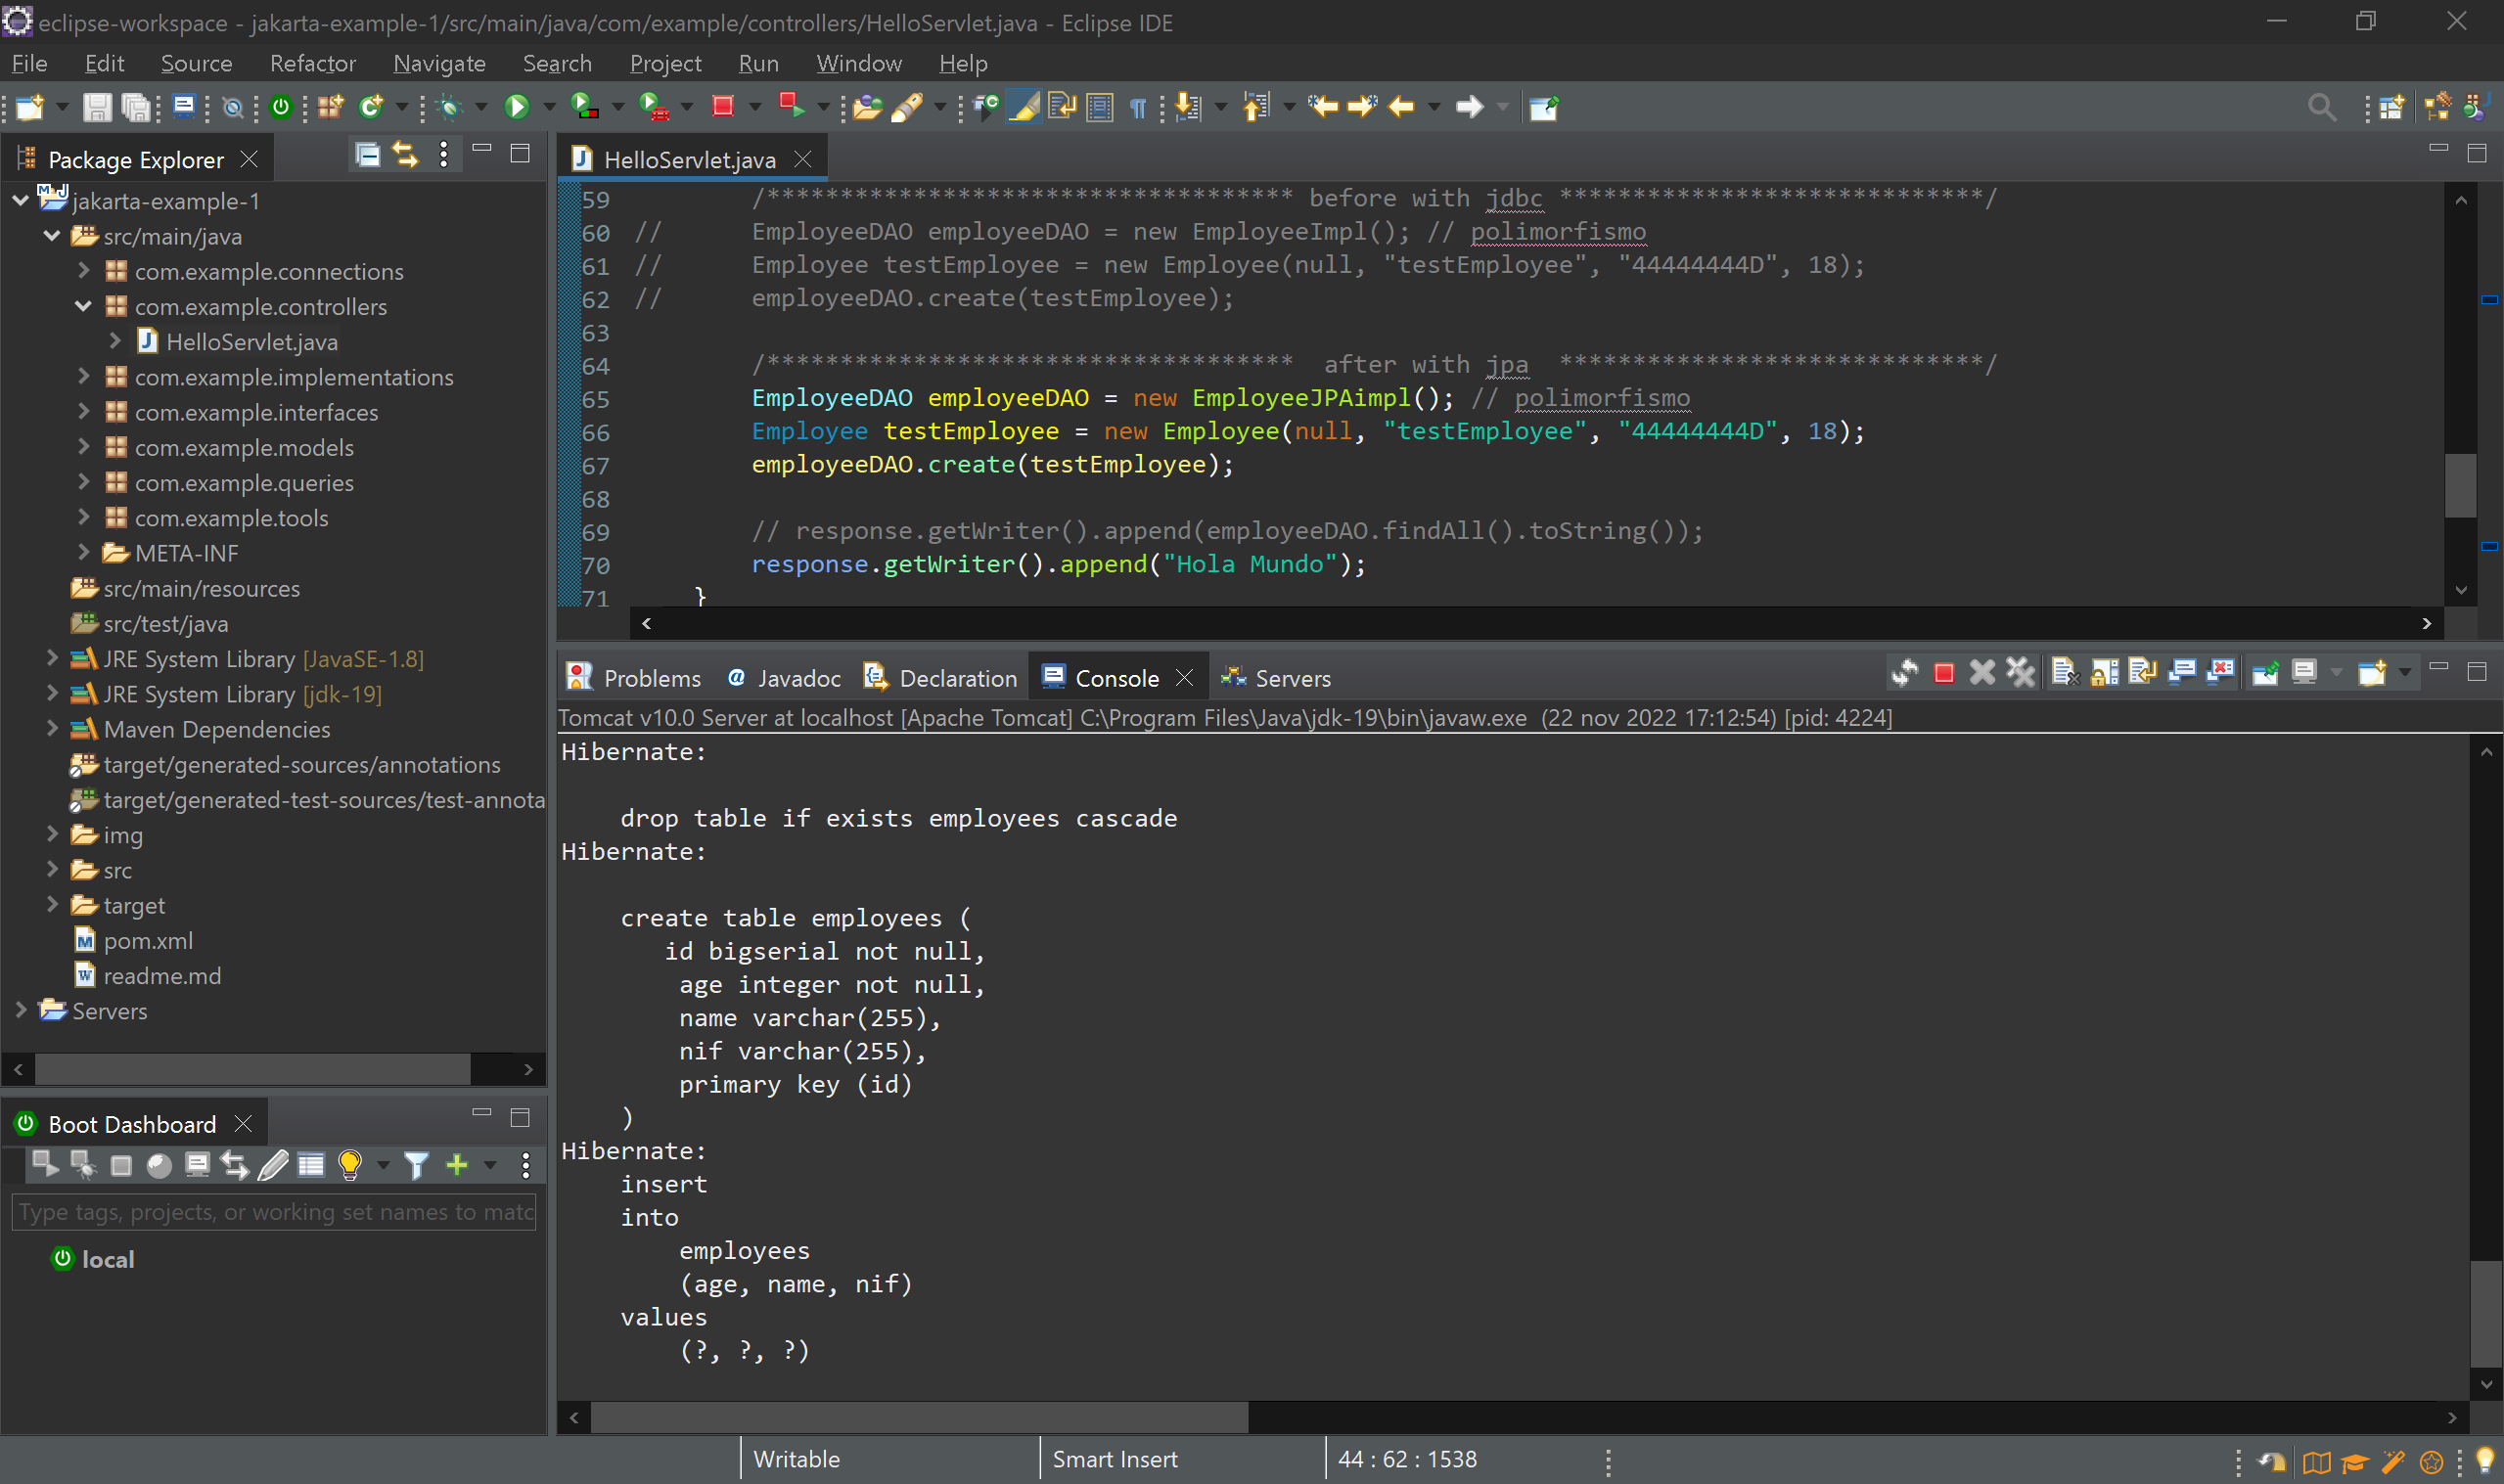 eclipse-workspace - jakarta-example-1/src/main/java/com/example/controllers/HelloServlet.java - Eclipse IDE
File Edit Source Refactor Navigate Search Project Run Window Help
Package Explorer
jakarta-example-1
src/main/java
com.example.connections
com.example.controllers
HelloServlet.java
com.example.implementations
com.example.interfaces
com.example.models
com.example.queries
com.example.tools
META-INF
src/main/resources
src/test/java
JRE System Library [JavaSE-1.8]
JRE System Library [jdk-19]
Maven Dependencies
target/generated-sources/annotations
target/generated-test-sources/test-annota
img
src
target
pom.xml
readme.md
Servers
Boot Dashboard
Type tags, projects, or working set names to matc
local
HelloServlet.java
59 /************************************ before with jdbc *****************************/
60 // EmployeeDAO employeeDAO = new EmployeeImpl(); // polimorfismo
61 // Employee testEmployee = new Employee(null, "testEmployee", "44444444D", 18);
62 // employeeDAO.create(testEmployee);
63
64 /************************************ after with jpa *****************************/
65 EmployeeDAO employeeDAO = new EmployeeJPAimpl(); // polimorfismo
66 Employee testEmployee = new Employee(null, "testEmployee", "44444444D", 18);
67 employeeDAO.create(testEmployee);
68
69 // response.getWriter().append(employeeDAO.findAll().toString());
70 response.getWriter().append("Hola Mundo");
71 }
Problems Javadoc Declaration Console Servers
Tomcat v10.0 Server at localhost [Apache Tomcat] C:\Program Files\Java\jdk-19\bin\javaw.exe (22 nov 2022 17:12:54) [pid: 4224]
Hibernate:
drop table if exists employees cascade
Hibernate:
create table employees (
id bigserial not null,
age integer not null,
name varchar(255),
nif varchar(255),
primary key (id)
)
Hibernate:
insert
into
employees
(age, name, nif)
values
(?, ?, ?)
Writable
Smart Insert
44 : 62 : 1538